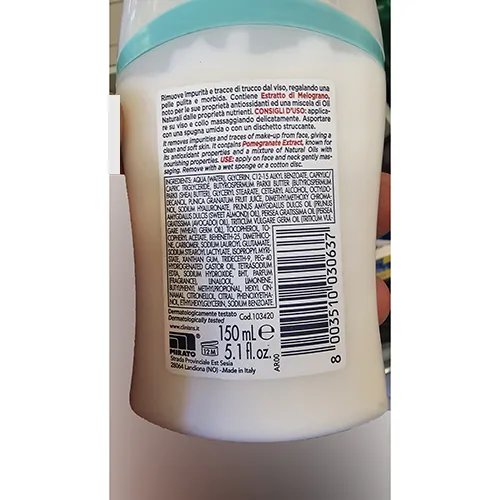 Rimuove impurità e tracce di trucco dal viso, regalando una
pelle pulita e morbida. Contiene Estratto di Melograno,
noto per le sue proprietà antiossidanti ed una miscela di Oli
Naturali dalle proprietà nutrienti. CONSIGLI D'USO: applica-
re su viso e collo massaggiando delicatamente. Asportare
con una spugna umida o con un dischetto struccante.
It removes impurities and traces of make-up from face, giving a
clean and soft skin. It contains Pomegranate Extract, known for
its antioxidant properties and a mixture of Natural Oils with
nourishing properties. USE: apply on face and neck gently mas-
saging. Remove with a wet sponge or a cotton disc.
INGREDIENTS: AQUA (WATER), GLYCERIN, C12-15 ALKYL BENZOATE, CAPRYLIC/
CAPRIC TRIGLYCERIDE, BUTYROSPERMUM PARKII BUTTER (BUTYROSPERMUM
PARKII (SHEA) BUTTER), GLYCERYL STEARATE, CETEARYL ALCOHOL, OCTYLDO-
DECANOL, PUNICA GRANATUM FRUIT JUICE, DIMETHYLMETHOXY CHROMA-
NOL, SODIUM HYALURONATE, PRUNUS AMYGDALUS DULCIS OIL (PRUNUS
AMYGDALUS DULCIS (SWEET ALMOND) OIL), PERSEA GRATISSIMA OIL (PERSEA
GRATISSIMA (AVOCADO) OIL), TRITICUM VULGARE GERM OIL (TRITICUM VUL-
GARE (WHEAT) GERM OIL), TOCOPHEROL, TO-
COPHERYL ACETATE, BEHENETH-25, DIMETHICO-
NE, CARBOMER, SODIUM LAUROYL GLUTAMATE,
SODIUM STEAROYL LACTYLATE, ISOPROPYL MYRI-
STATE, XANTHAN GUM, TRIDECETH-9, PEG-40
HYDROGENATED CASTOR OIL, TETRASODIUM
EDTA, SODIUM HYDROXIDE, BHT, PARFUM
(FRAGRANCE), LINALOOL, LIMONENE,
BUTYLPHENYL METHYLPROPIONAL, HEXYL CIN-
NAMAL, CITRONELLOL, CITRAL, PHENOXYETHA-
NOL, ETHYLHEXYLGLYCERIN, SODIUM BENZOATE
Dermatologicamente testato
Dermatologically tested
Cod.103420
www.clinians.it
MIRATO
12 M
150 mL e
5.1 fl.oz.
Strada Provinciale Est Sesia
28064 Landiona (NO) - Made in Italy
AR00
8 003510 030637